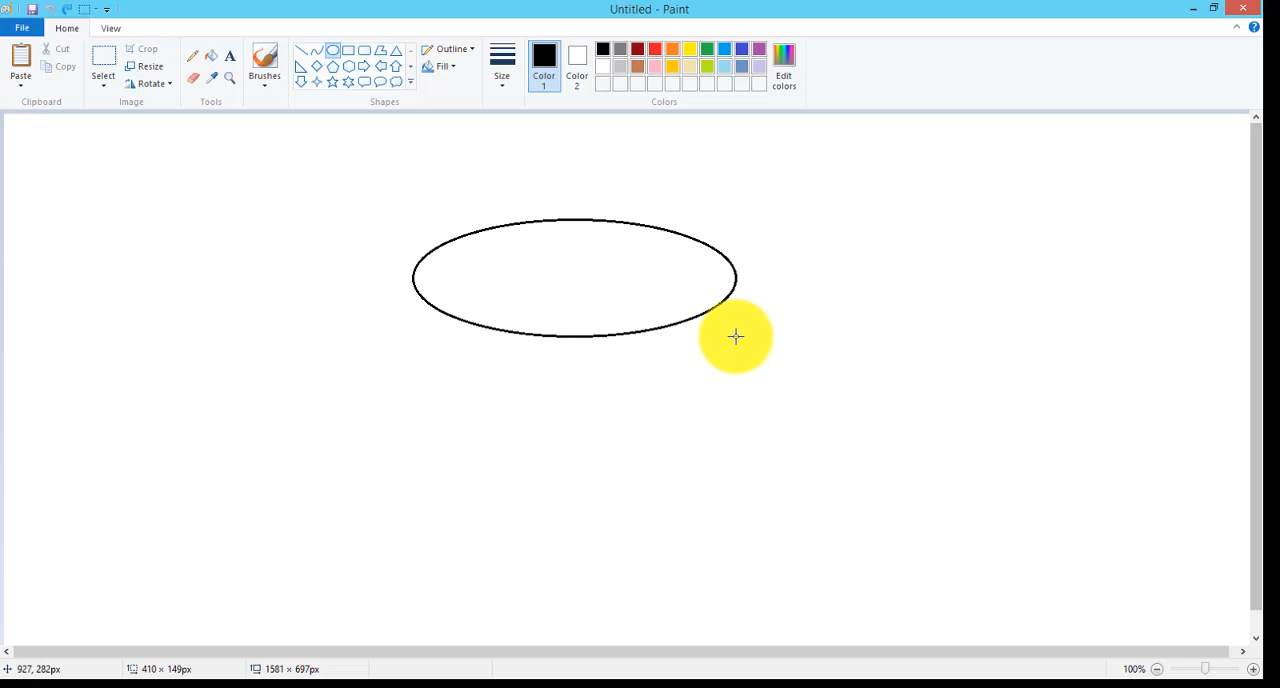 Untitled - Paint
File Home View
Paste
Cut
Copy
Clipboard
Select
Crop
Resize
Rotate
Image
A
Tools
Brushes
Outline
Fill
Shapes
Size
Color 1
Color 2
Edit colors
Colors
927, 282px
410 × 149px
1581 × 697px
100%